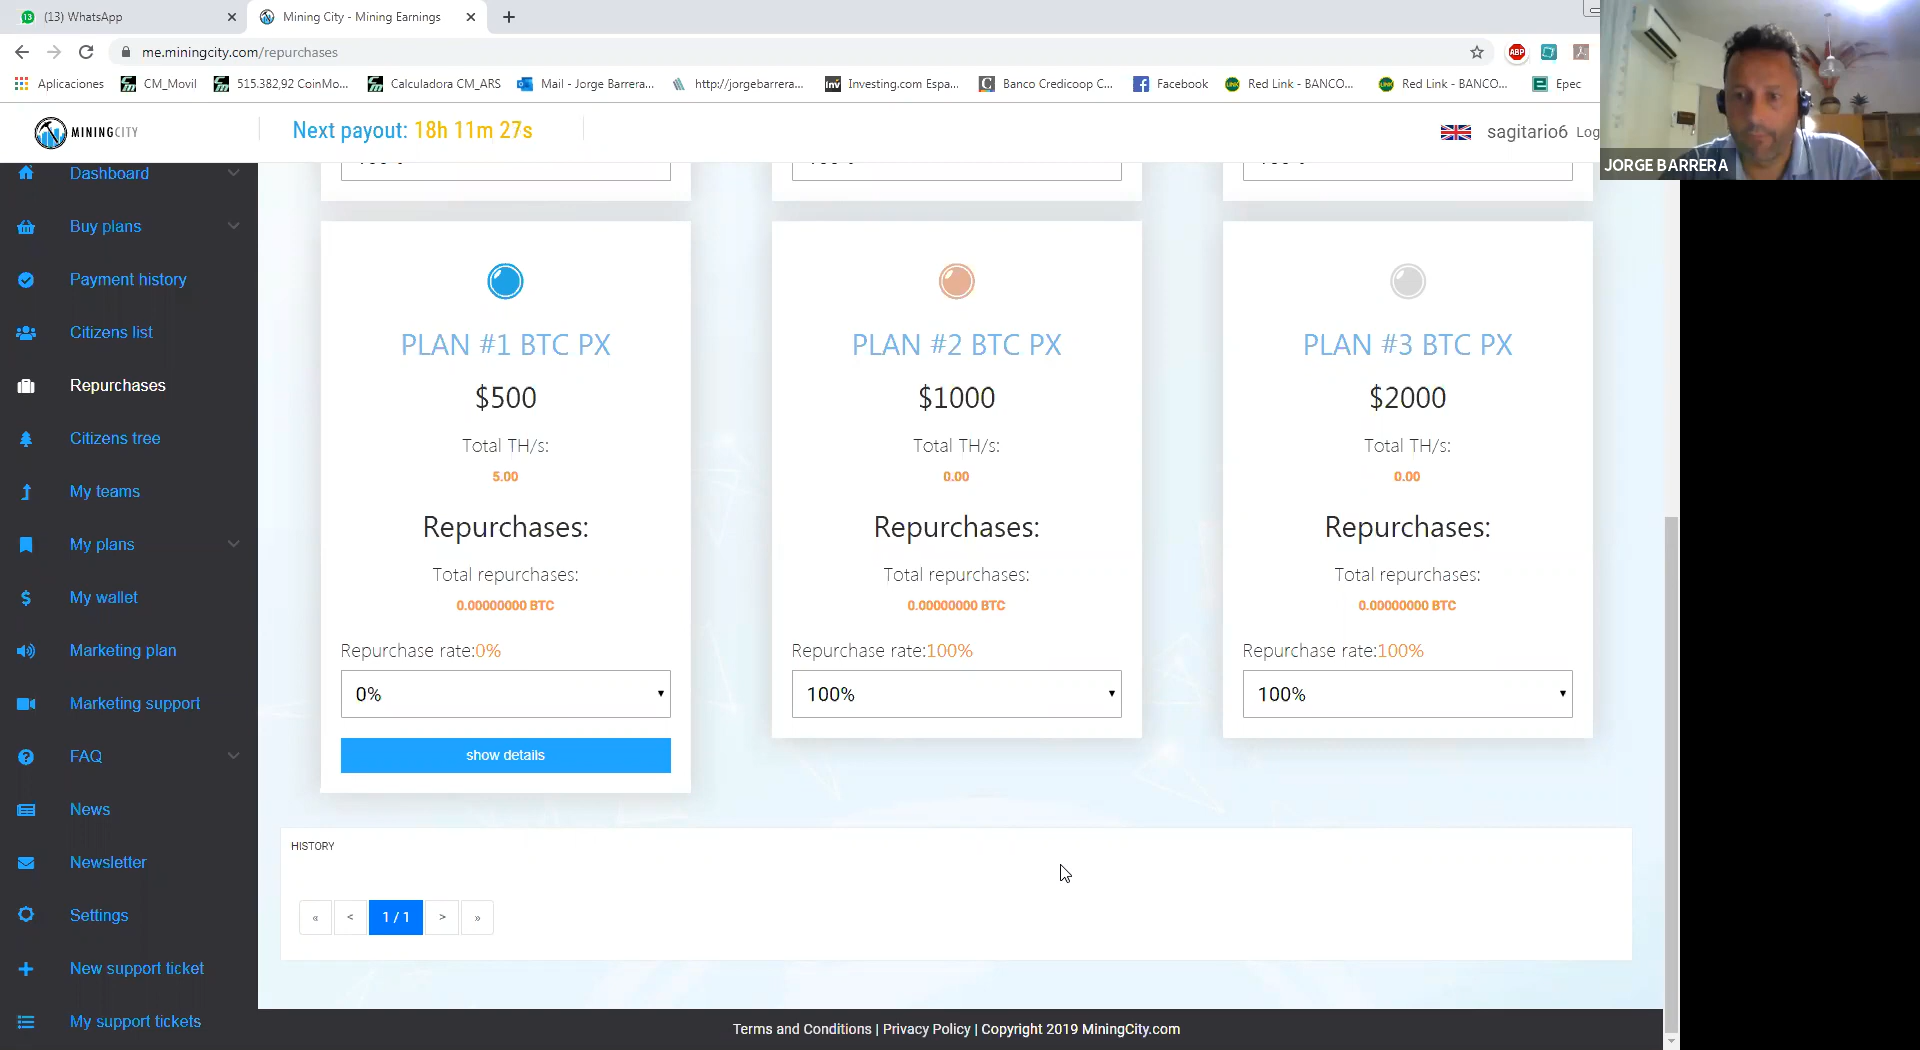 (13) WhatsApp
Mining City - Mining Earnings
me.miningcity.com/repurchases
ABP
Aplicaciones
CM_Movil
515.382,92 CoinMo...
Calculadora CM_ARS
Mail - Jorge Barrera...
http://jorgebarrera...
Inv Investing.com Espa...
Banco Credicoop C...
Facebook
Red Link - BANCO...
Red Link - BANCO...
Epec
MININGCITY
Next payout: 18h 11m 27s
sagitario6
Log
JORGE BARRERA
Dashboard
Buy plans
Payment history
Citizens list
Repurchases
Citizens tree
My teams
My plans
My wallet
Marketing plan
Marketing support
FAQ
News
Newsletter
Settings
New support ticket
My support tickets
PLAN #1 BTC PX
$500
Total TH/s:
5.00
Repurchases:
Total repurchases:
0.00000000 BTC
Repurchase rate:0%
0%
show details
PLAN #2 BTC PX
$1000
Total TH/s:
0.00
Repurchases:
Total repurchases:
0.00000000 BTC
Repurchase rate:100%
100%
PLAN #3 BTC PX
$2000
Total TH/s:
0.00
Repurchases:
Total repurchases:
0.00000000 BTC
Repurchase rate:100%
100%
HISTORY
« < 1 / 1 > »
Terms and Conditions | Privacy Policy | Copyright 2019 MiningCity.com